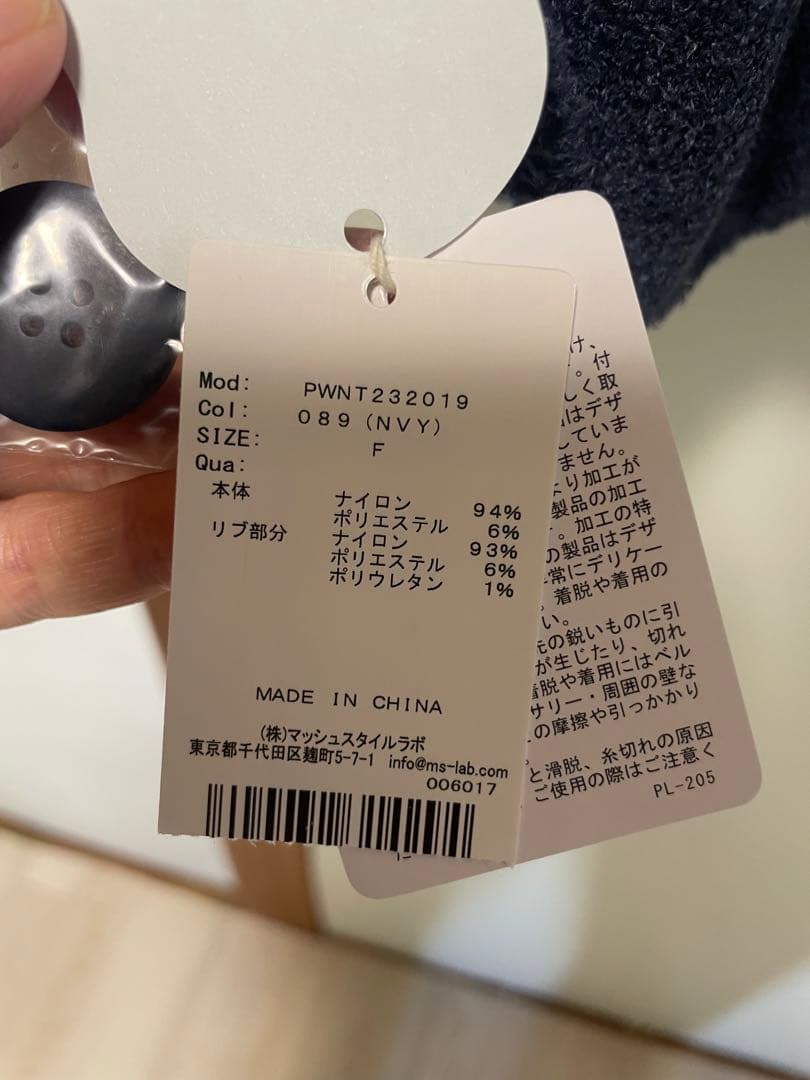 Mod: PWNT232019
Col: 089(NVY)
SIZE: F
Qua:
本体 ナイロン 94%
ポリエステル 6%
リブ部分 ナイロン 93%
ポリエステル 6%
ポリウレタン 1%
MADE IN CHINA
(株)マッシュスタイルラボ
東京都千代田区麹町5-7-1 info@ms-lab.com
006017
け、
。付
しく取
はデザ
していま
ません。
より加工が
製品の加工
。加工の特
の製品はデザ
常にデリケー
。着脱や着用の
い。
先の鋭いものに引
が生じたり、切れ
着脱や着用にはベル
サリー・周囲の壁な
の摩擦や引っかかり
と滑脱、糸切れの原因
ご使用の際はご注意く
PL-205